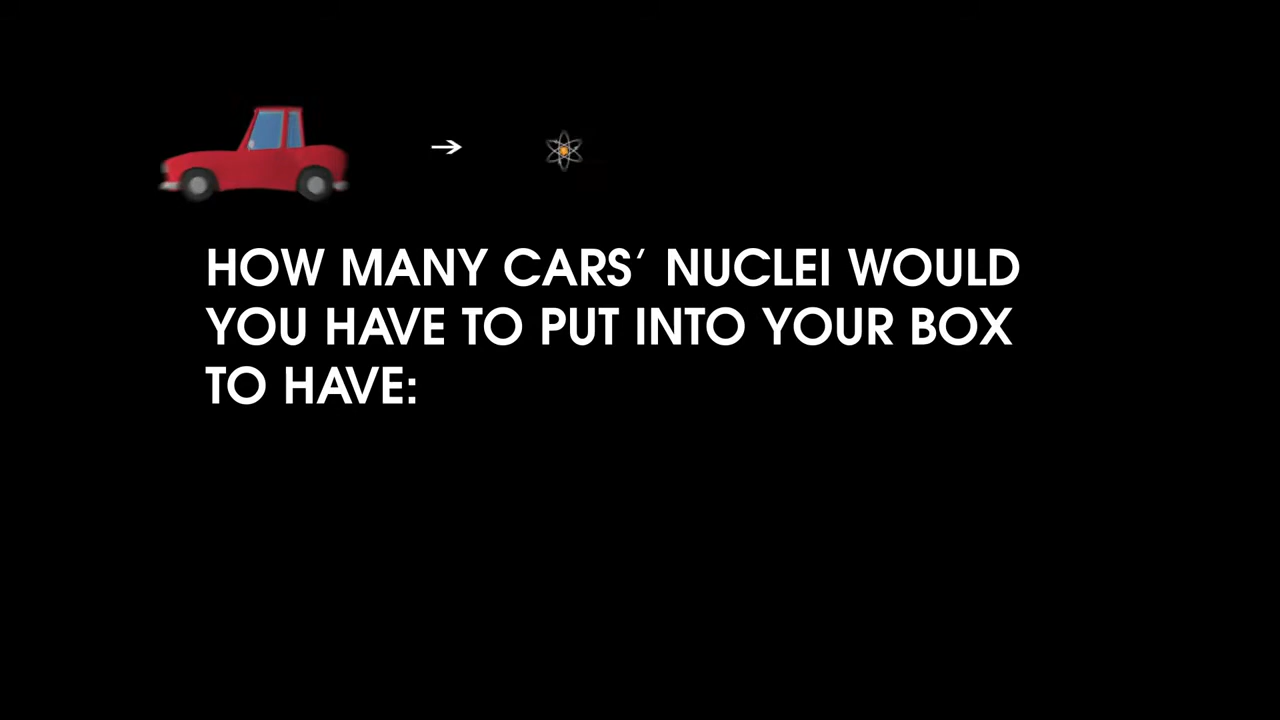 HOW MANY CARS´ NUCLEI WOULD
YOU HAVE TO PUT INTO YOUR BOX
TO HAVE: